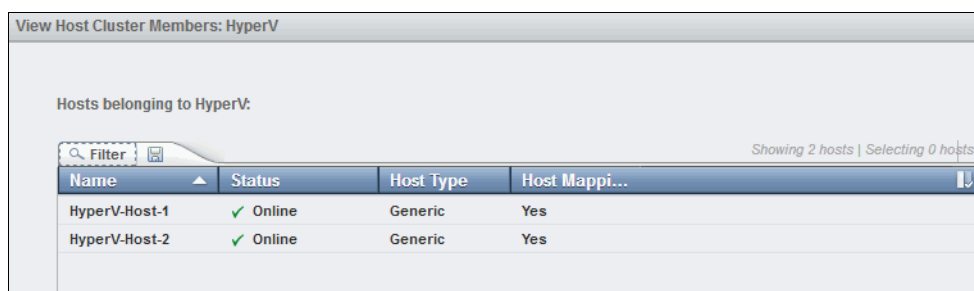 View Host Cluster Members: HyperV
Hosts belonging to HyperV:
Filter
Showing 2 hosts | Selecting 0 hosts
Name Status Host Type Host Mappi...
HyperV-Host-1 Online Generic Yes
HyperV-Host-2 Online Generic Yes